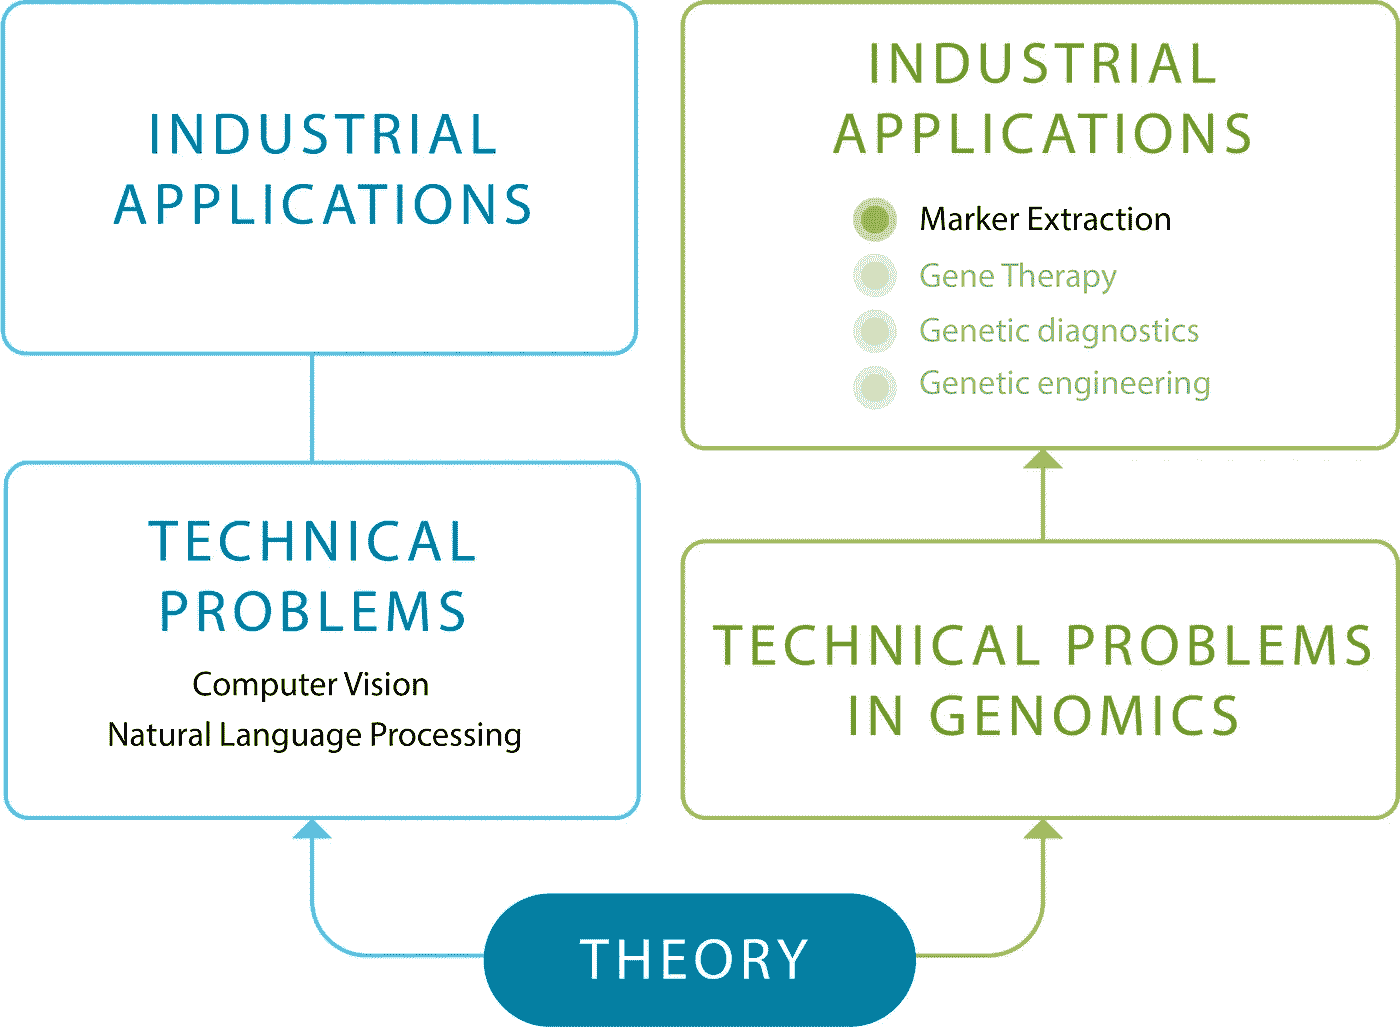 INDUSTRIAL
APPLICATIONS
TECHNICAL
PROBLEMS
Computer Vision
Natural Language Processing
INDUSTRIAL
APPLICATIONS
Marker Extraction
Gene Therapy
Genetic diagnostics
Genetic engineering
TECHNICAL PROBLEMS
IN GENOMICS
THEORY